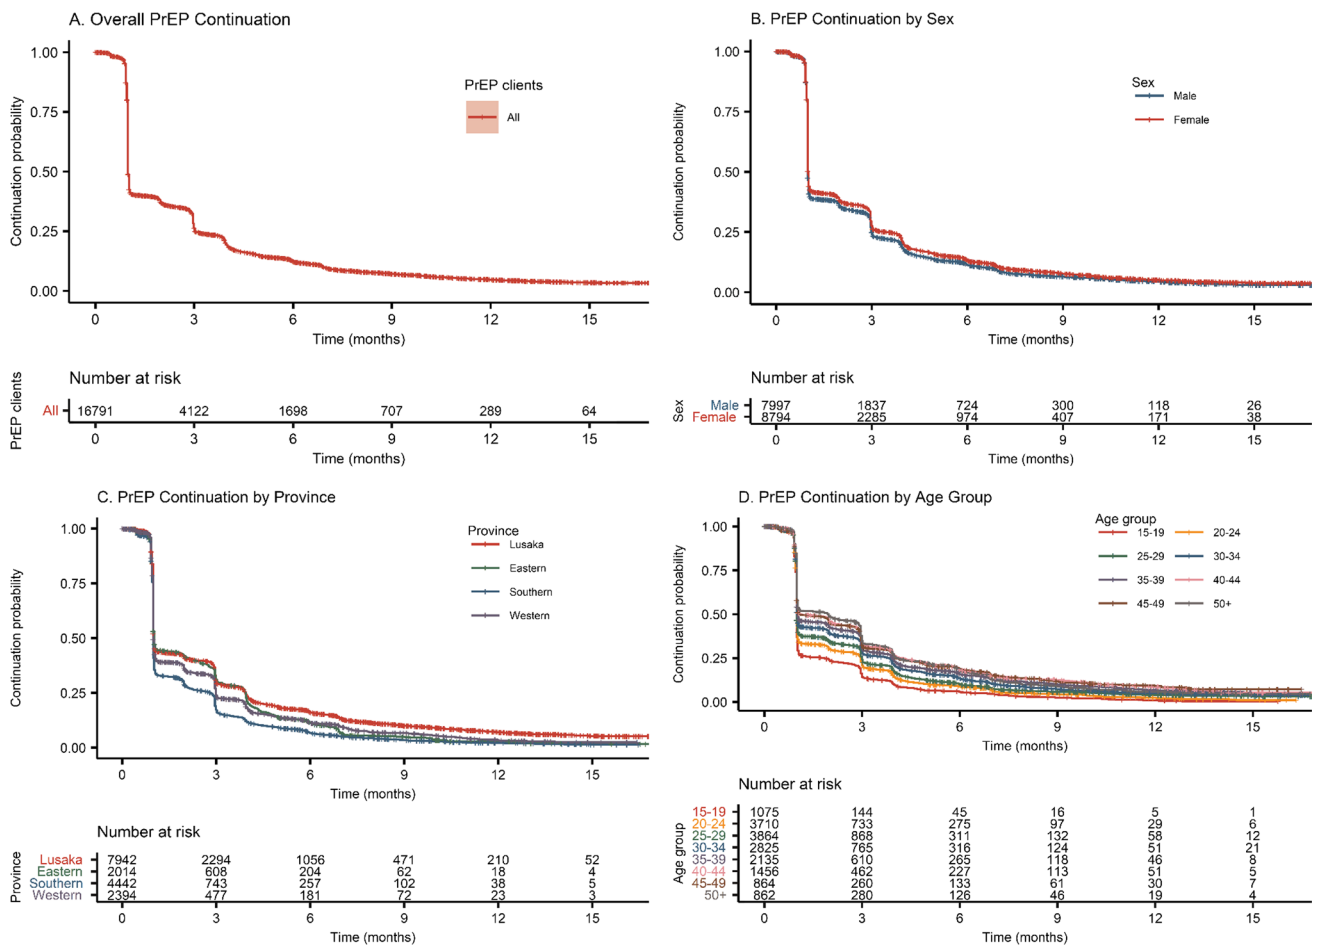 A. Overall PrEP Continuation
Continuation probability
1.00
0.75
0.50
0.25
0.00
PrEP clients
All
0 3 6 9 12 15
Time (months)
Number at risk
PrEP clients
All 16791 4122 1698 707 289 64
0 3 6 9 12 15
Time (months)
B. PrEP Continuation by Sex
Continuation probability
1.00
0.75
0.50
0.25
0.00
Sex
Male
Female
0 3 6 9 12 15
Time (months)
Number at risk
Sex
Male 7997 1837 724 300 118 26
Female 8794 2285 974 407 171 38
0 3 6 9 12 15
Time (months)
C. PrEP Continuation by Province
Continuation probability
1.00
0.75
0.50
0.25
0.00
Province
Lusaka
Eastern
Southern
Western
0 3 6 9 12 15
Time (months)
Number at risk
Province
Lusaka 7942 2294 1056 471 210 52
Eastern 2014 608 204 62 18 4
Southern 4442 743 257 102 38 5
Western 2394 477 181 72 23 3
0 3 6 9 12 15
Time (months)
D. PrEP Continuation by Age Group
Continuation probability
1.00
0.75
0.50
0.25
0.00
Age group
15-19 20-24
25-29 30-34
35-39 40-44
45-49 50+
0 3 6 9 12 15
Time (months)
Number at risk
Age group
15-19 1075 144 45 16 5 1
20-24 3710 733 275 97 29 6
25-29 3864 868 311 132 58 12
30-34 2825 765 316 124 51 21
35-39 2135 610 265 118 46 8
40-44 1456 462 227 113 51 5
45-49 864 260 133 61 30 7
50+ 862 280 126 46 19 4
0 3 6 9 12 15
Time (months)